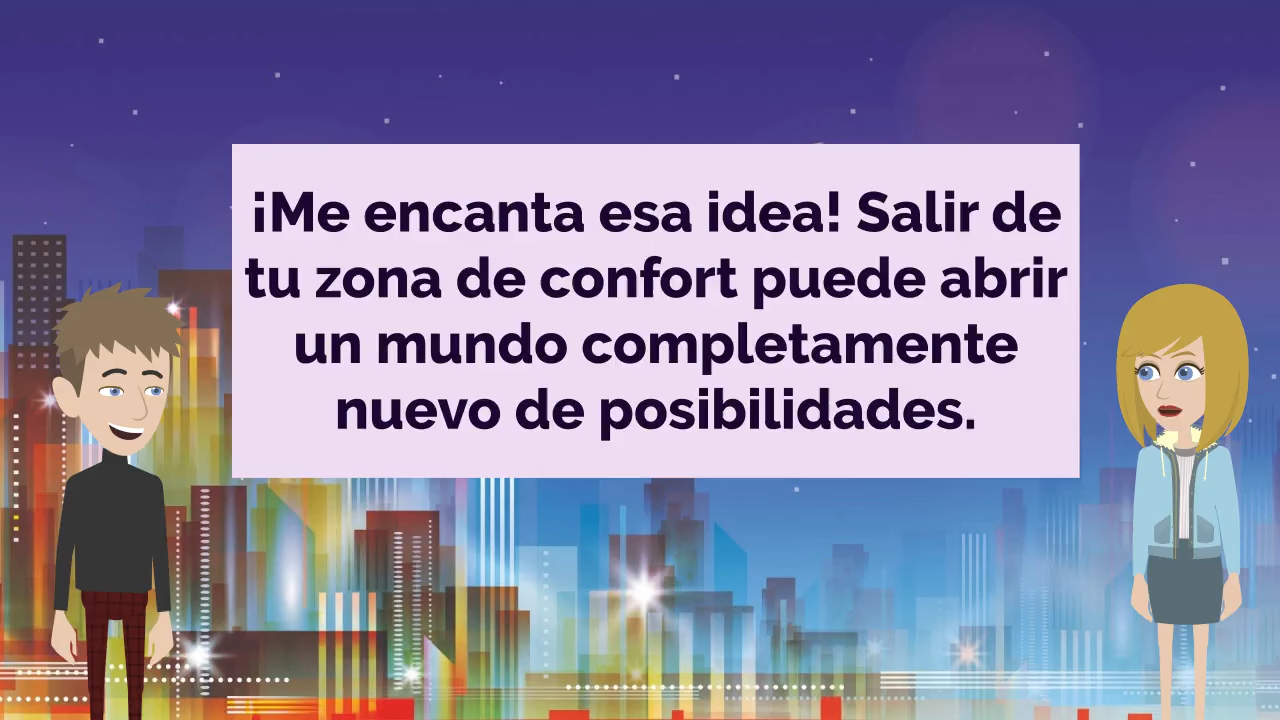 ¡Me encanta esa idea! Salir de
tu zona de confort puede abrir
un mundo completamente
nuevo de posibilidades.